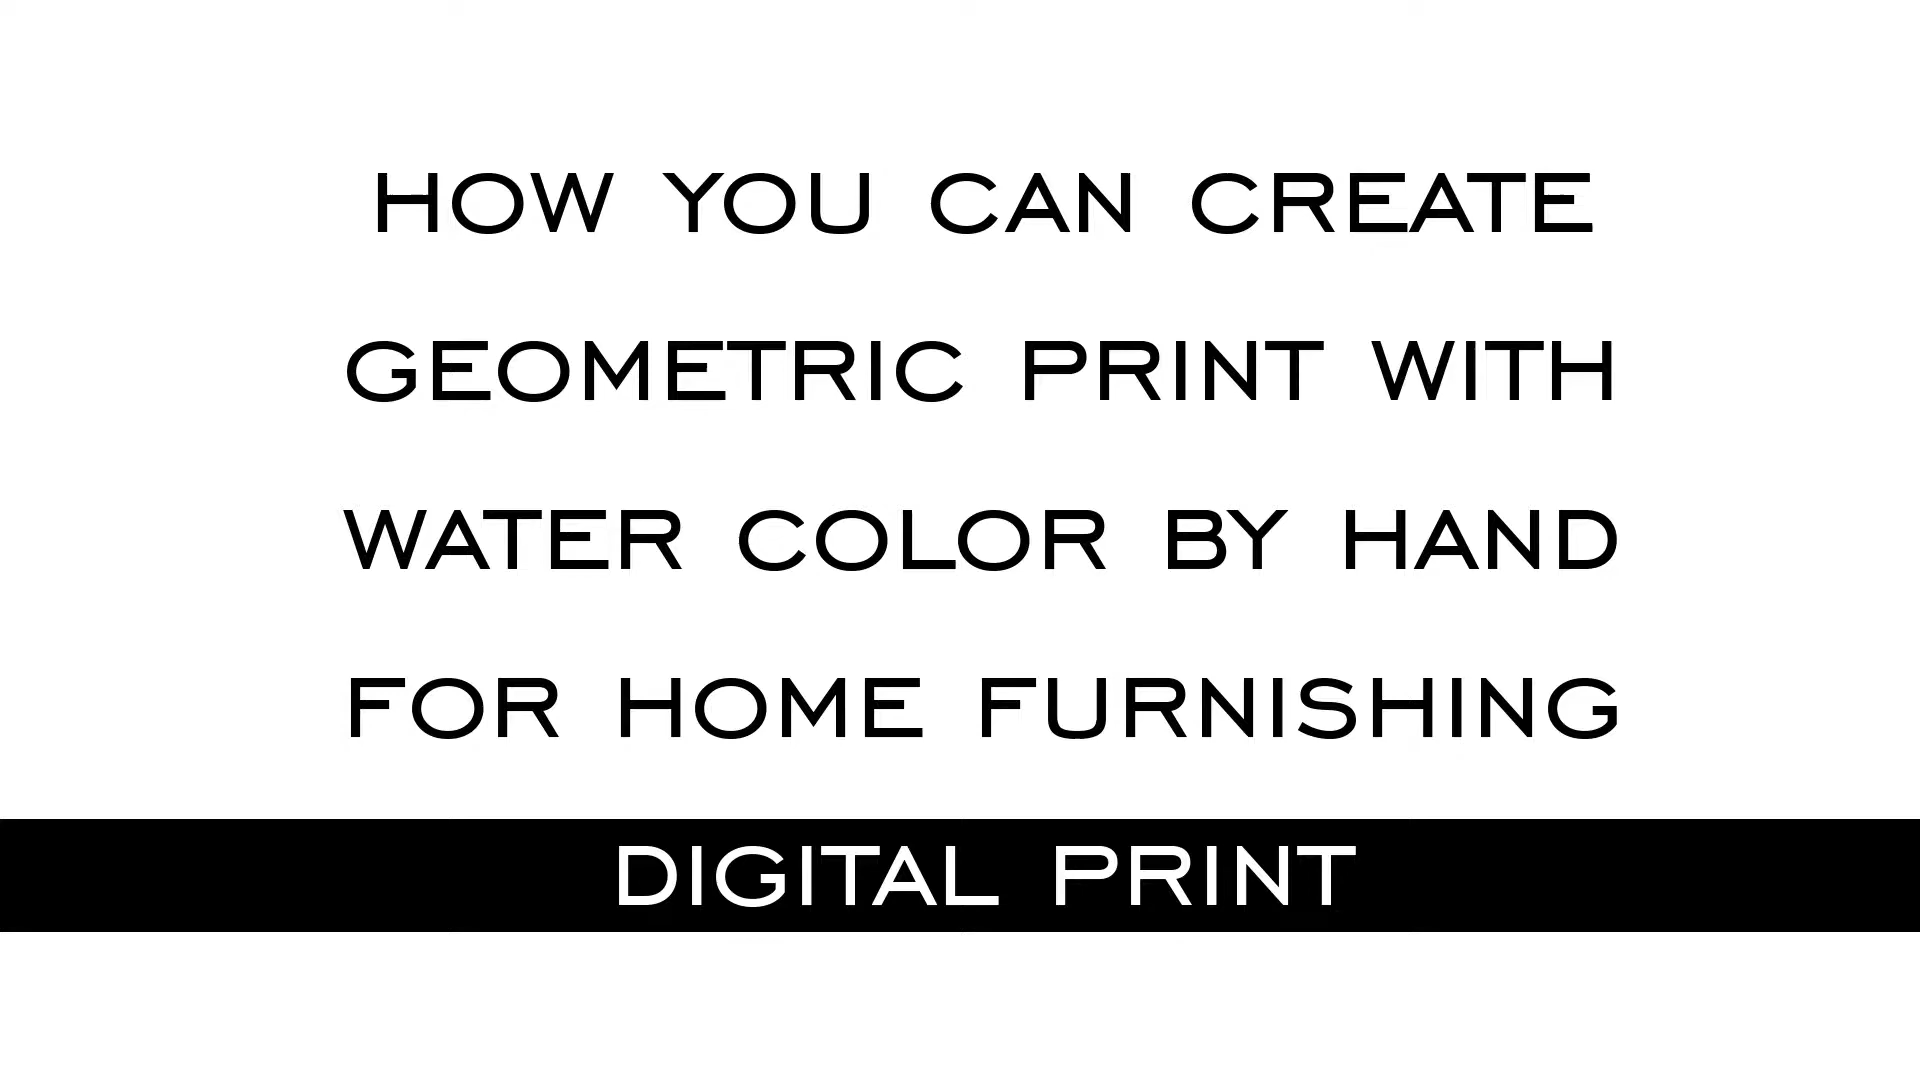 HOW YOU CAN CREATE
GEOMETRIC PRINT WITH
WATER COLOR BY HAND
FOR HOME FURNISHING
DIGITAL PRINT